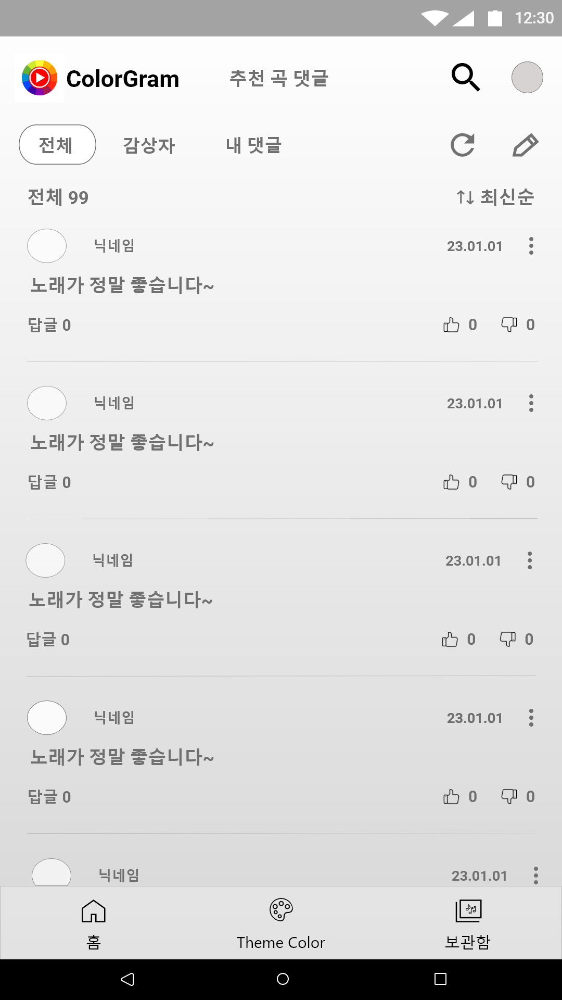 12:30
ColorGram 추천 곡 댓글
전체 감상자 내 댓글
전체 99 ↑↓ 최신순
닉네임 23.01.01
노래가 정말 좋습니다~
답글 0 0 0
닉네임 23.01.01
노래가 정말 좋습니다~
답글 0 0 0
닉네임 23.01.01
노래가 정말 좋습니다~
답글 0 0 0
닉네임 23.01.01
노래가 정말 좋습니다~
답글 0 0 0
닉네임 23.01.01
홈 Theme Color 보관함